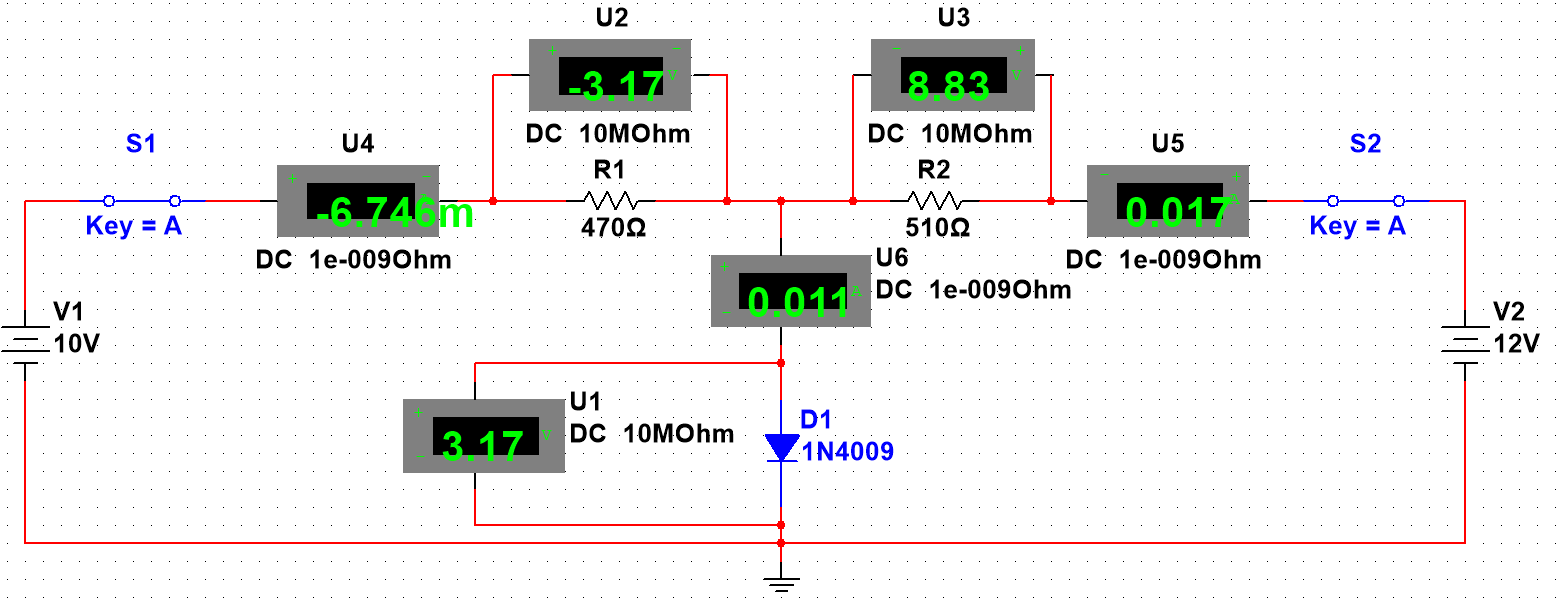 U2
U3
+ −
-3.17 V
− +
8.83 V
DC 10MOhm
DC 10MOhm
S1
U4
R1
R2
U5
S2
+ −
-6.746m
− +
0.017 A
Key = A
470Ω
510Ω
Key = A
DC 1e-009Ohm
DC 1e-009Ohm
U6
DC 1e-009Ohm
+
0.011 A
−
V1
10V
V2
12V
U1
DC 10MOhm
+
3.17 V
−
D1
1N4009